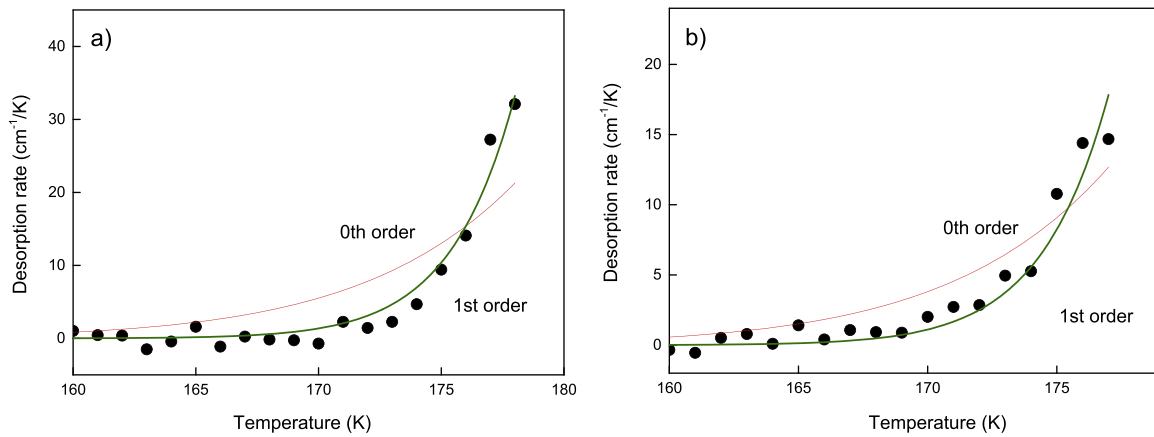 a)
40
30
20
10
0
Desorption rate (cm⁻¹/K)
0th order
1st order
160
165
170
175
180
Temperature (K)
b)
20
15
10
5
0
Desorption rate (cm⁻¹/K)
0th order
1st order
160
165
170
175
Temperature (K)